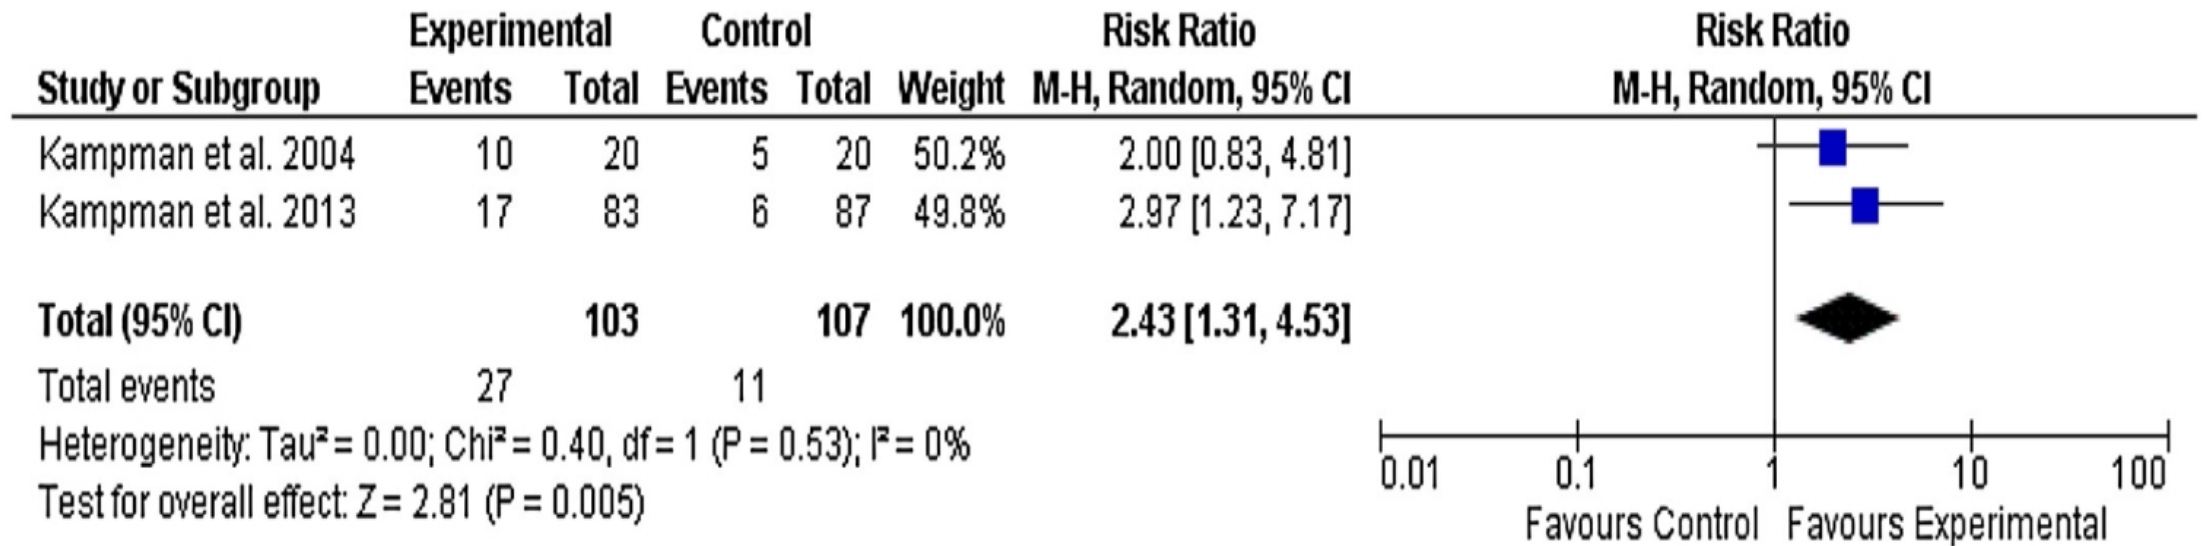 Experimental Control Risk Ratio Risk Ratio
Study or Subgroup Events Total Events Total Weight M-H, Random, 95% CI M-H, Random, 95% CI
Kampman et al. 2004 10 20 5 20 50.2% 2.00 [0.83, 4.81]
Kampman et al. 2013 17 83 6 87 49.8% 2.97 [1.23, 7.17]
Total (95% CI) 103 107 100.0% 2.43 [1.31, 4.53]
Total events 27 11
Heterogeneity: Tau² = 0.00; Chi² = 0.40, df = 1 (P = 0.53); I² = 0%
Test for overall effect: Z = 2.81 (P = 0.005)
0.01 0.1 1 10 100
Favours Control Favours Experimental